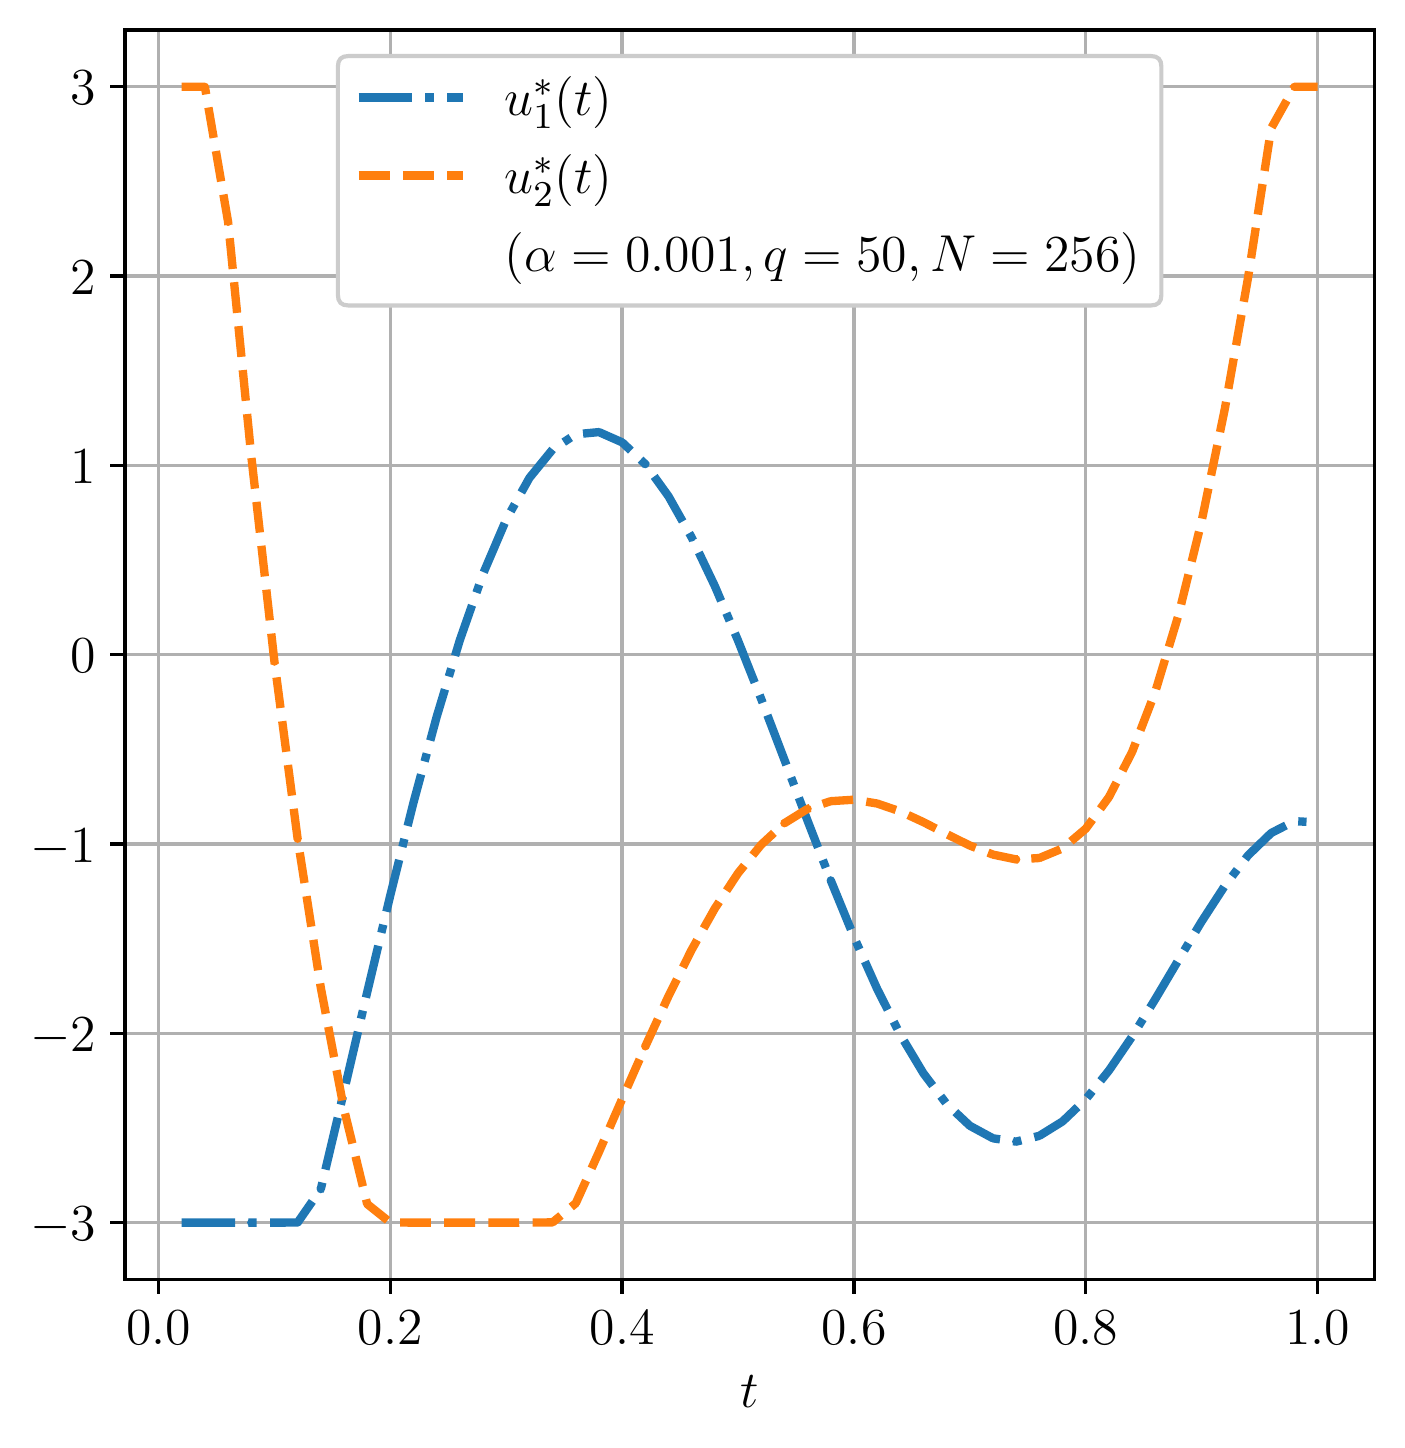 u₁*(t)
u₂*(t)
(α = 0.001, q = 50, N = 256)
3
2
1
0
−1
−2
−3
0.0 0.2 0.4 0.6 0.8 1.0
t